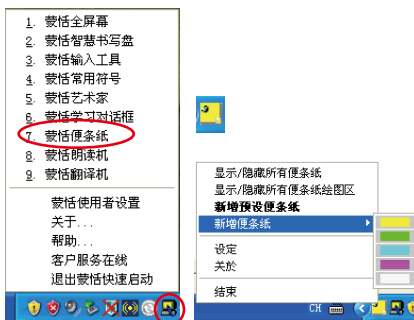 1. 蒙恬全屏幕
2. 蒙恬智慧书写盘
3. 蒙恬输入工具
4. 蒙恬常用符号
5. 蒙恬艺术家
6. 蒙恬学习对话框
7. 蒙恬便条纸
8. 蒙恬朗读机
9. 蒙恬翻译机
蒙恬使用者设置
关于...
帮助...
客户服务在线
退出蒙恬快速启动
显示/隐藏所有便条纸
显示/隐藏所有便条纸绘图区
新增预设便条纸
新增便条纸
设定
关於
结束
CH